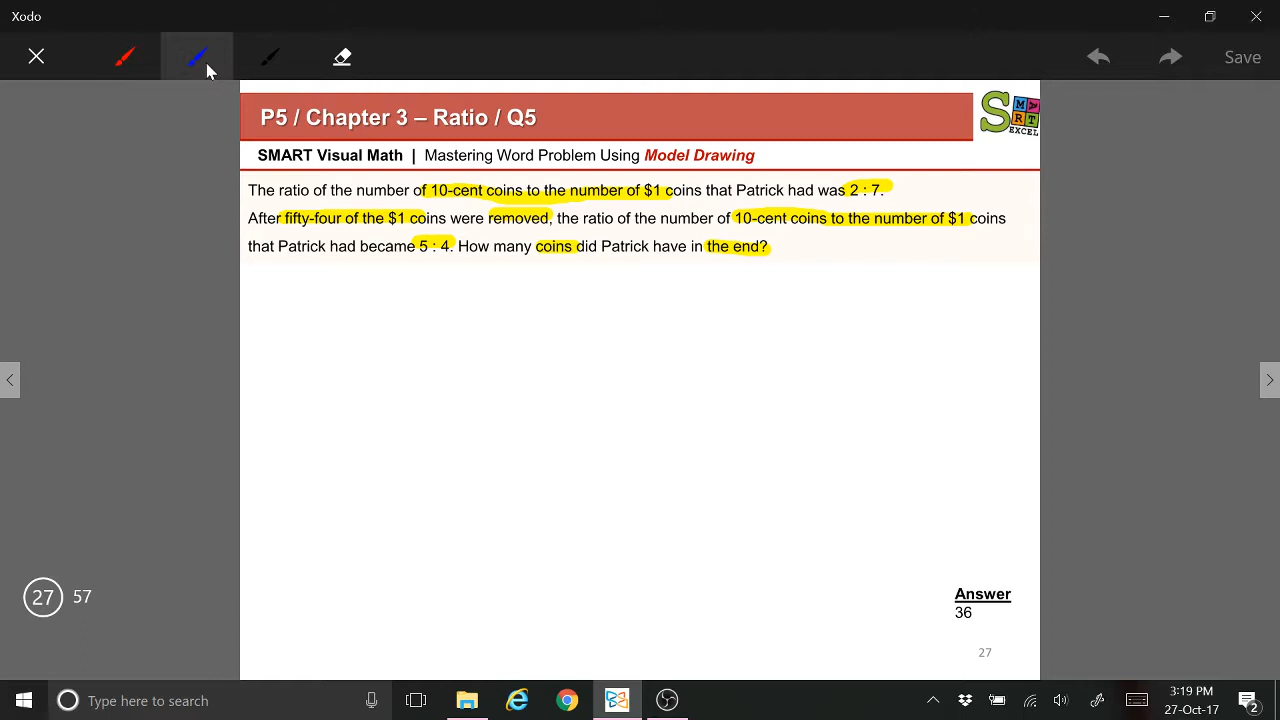 Xodo
Save
P5 / Chapter 3 – Ratio / Q5
S MART EXCEL
SMART Visual Math | Mastering Word Problem Using Model Drawing
The ratio of the number of 10-cent coins to the number of $1 coins that Patrick had was 2 : 7.
After fifty-four of the $1 coins were removed, the ratio of the number of 10-cent coins to the number of $1 coins
that Patrick had became 5 : 4. How many coins did Patrick have in the end?
27 57
Answer
36
27
Type here to search
3:19 PM
27-Oct-17
2